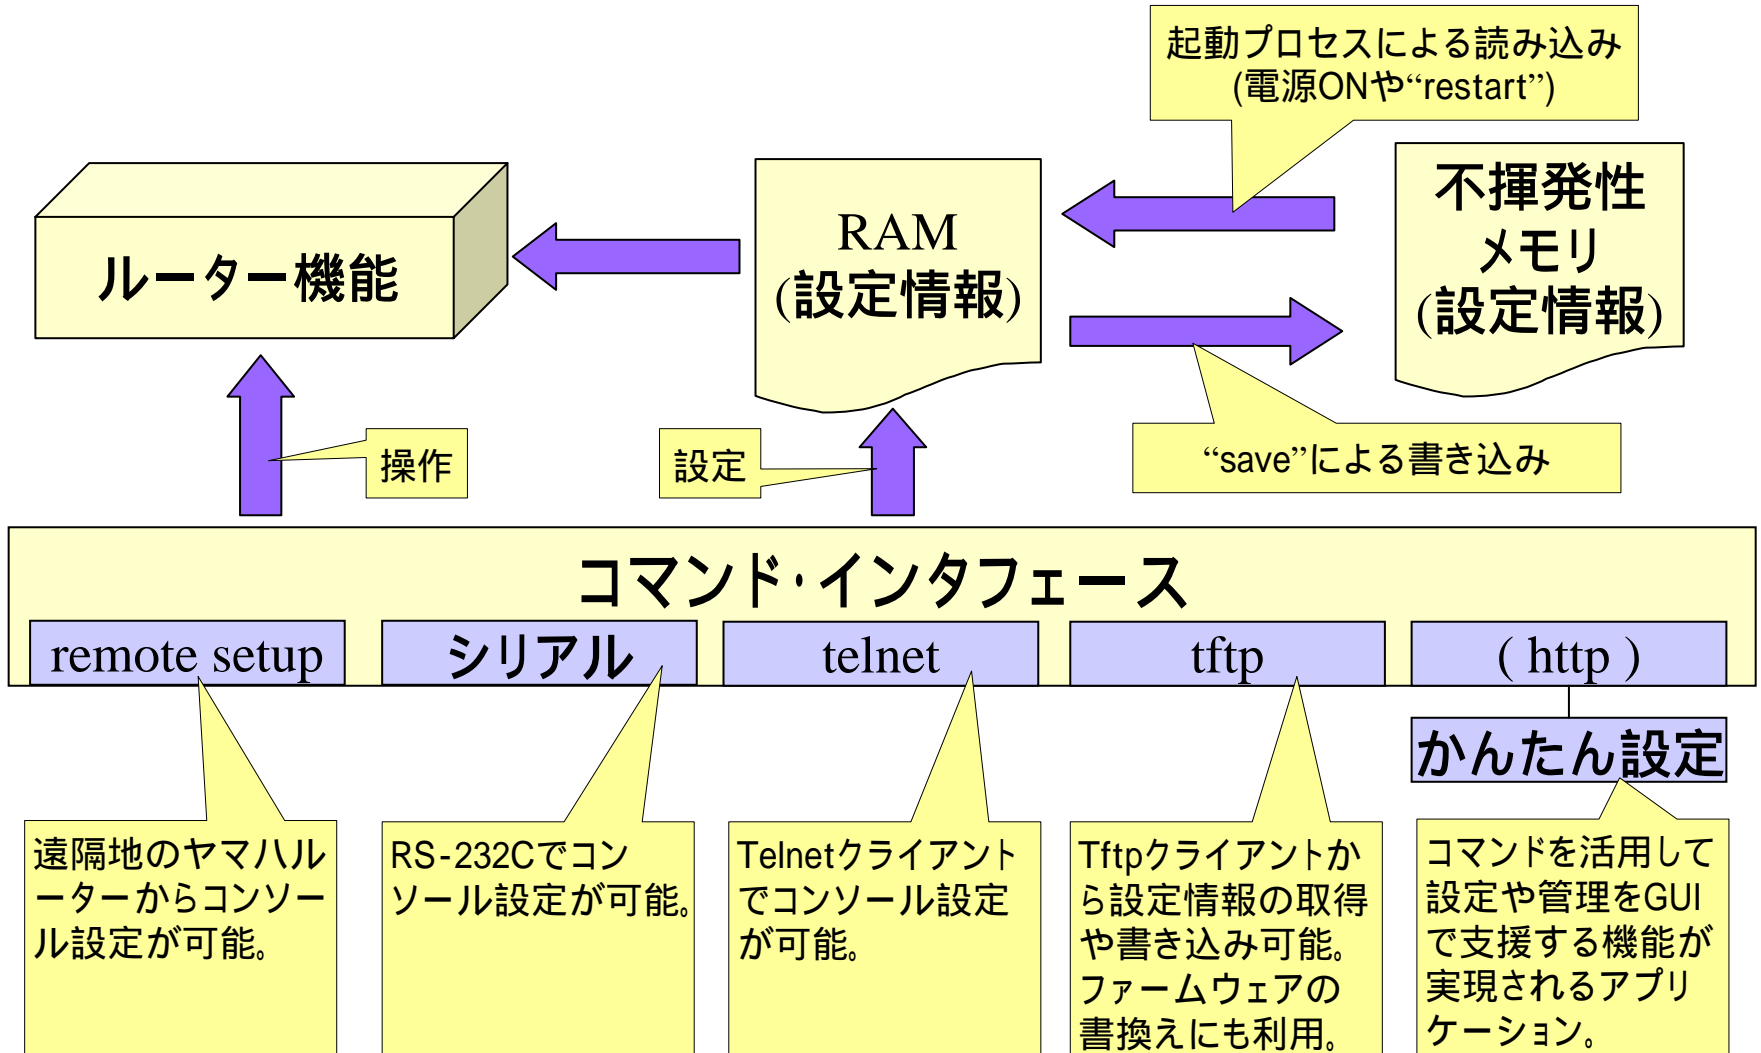 起動プロセスによる読み込み
(電源ONや“restart”)
ルーター機能
RAM
(設定情報)
不揮発性
メモリ
(設定情報)
操作
設定
“save”による書き込み
コマンド・インタフェース
remote setup
シリアル
telnet
tftp
( http )
かんたん設定
遠隔地のヤマハル
ーターからコンソー
ル設定が可能。
RS-232Cでコン
ソール設定が可能。
Telnetクライアント
でコンソール設定
が可能。
Tftpクライアントか
ら設定情報の取得
や書き込み可能。
ファームウェアの
書換えにも利用。
コマンドを活用して
設定や管理をGUI
で支援する機能が
実現されるアプリ
ケーション。